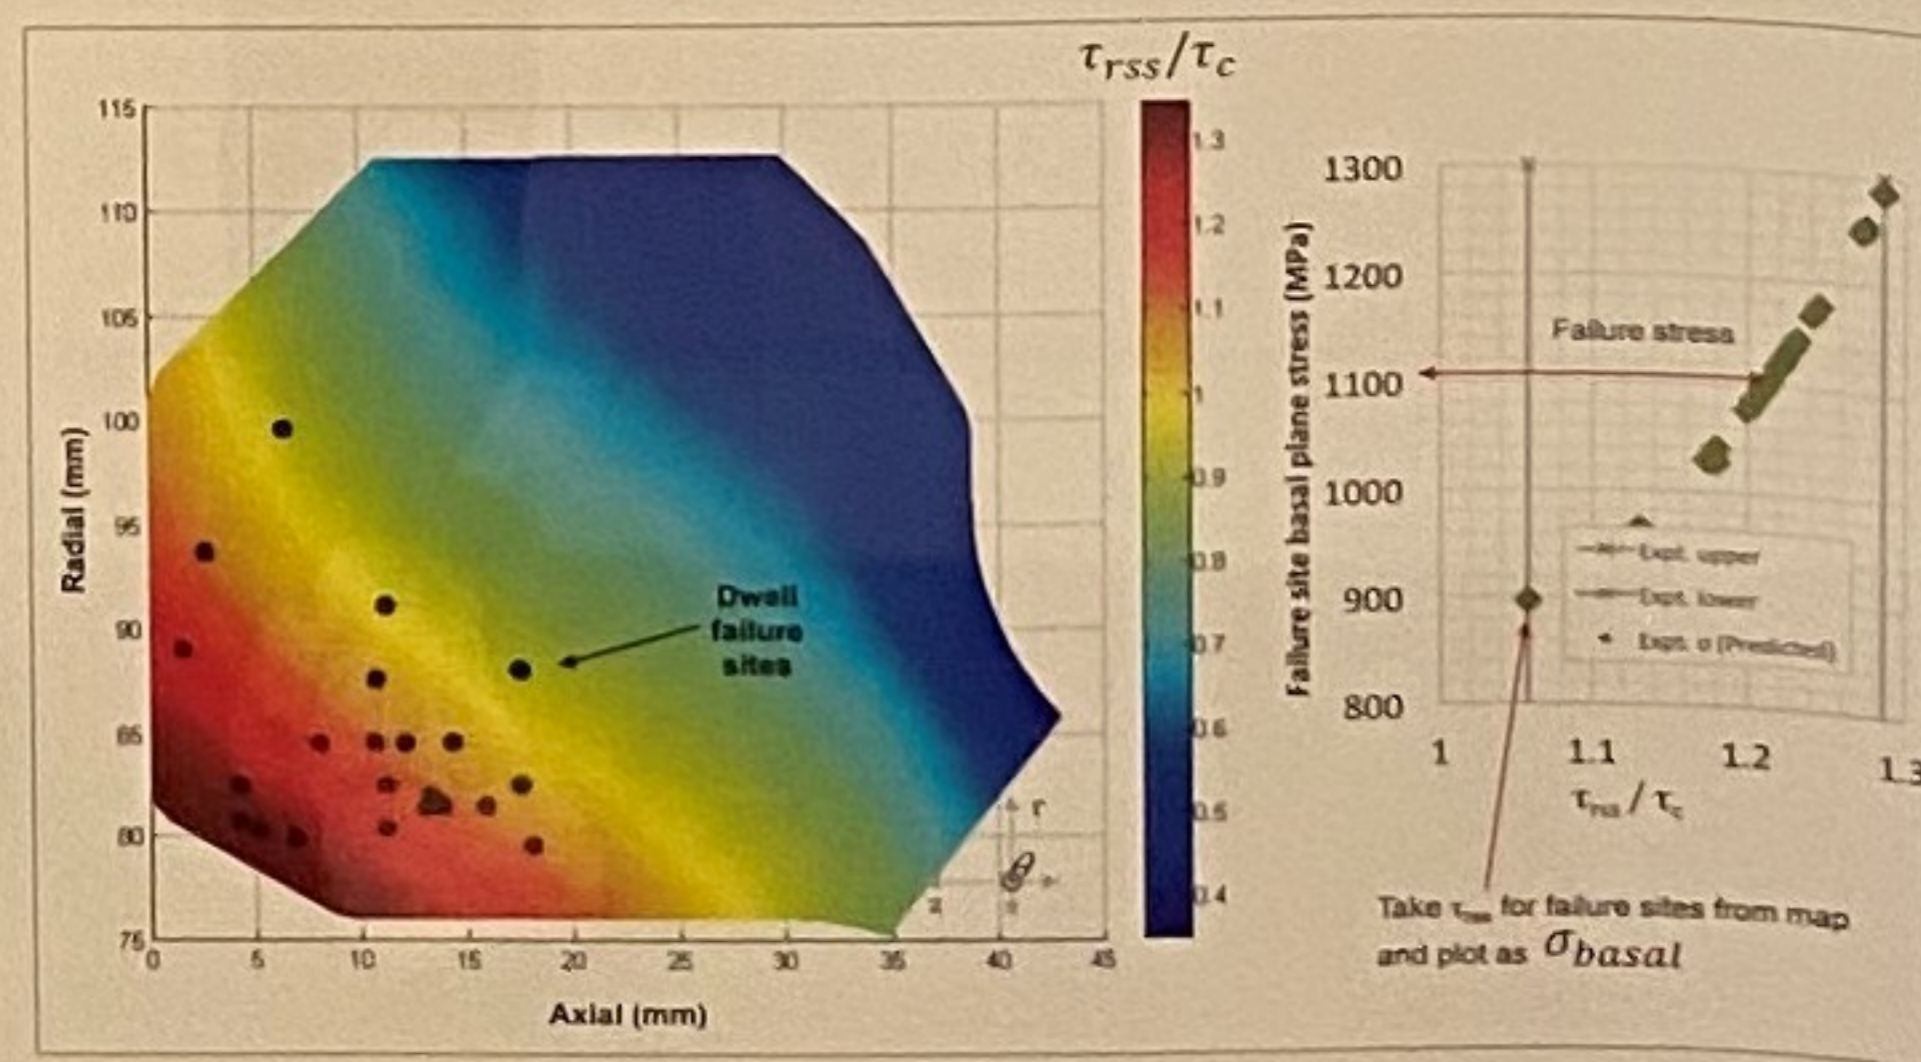 τrss/τc
115
110
105
100
95
90
85
80
75
0
5
10
15
20
25
30
35
40
45
Radial (mm)
Axial (mm)
Dwell
failure
sites
r
θ
z
1.3
1.2
1.1
1
0.9
0.8
0.7
0.6
0.5
0.4
Failure site basal plane stress (MPa)
1300
1200
1100
1000
900
800
Failure stress
Expt. upper
Expt. lower
Expt. σ (Predicted)
1
1.1
1.2
1.3
τrss / τc
Take τrss for failure sites from map
and plot as σbasal